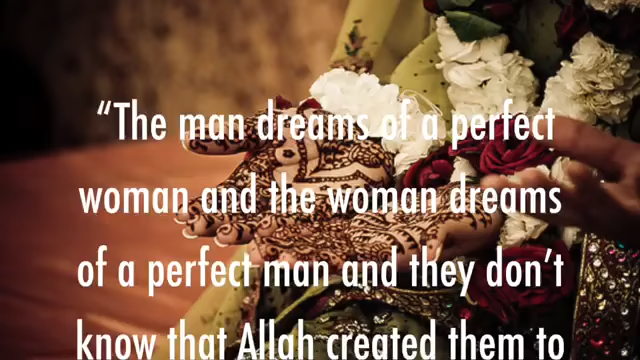 “The man dreams of a perfect
woman and the woman dreams
of a perfect man and they don’t
know that Allah created them to